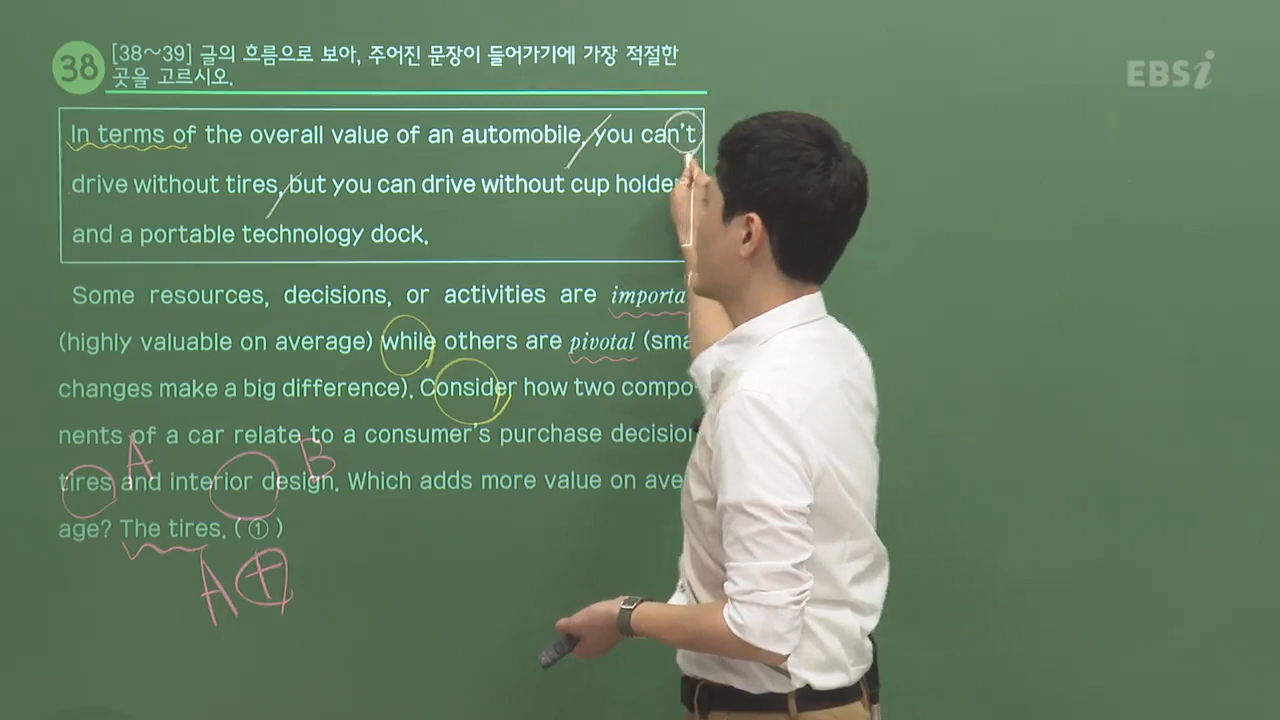 38
[38~39] 글의 흐름으로 보아, 주어진 문장이 들어가기에 가장 적절한
곳을 고르시오.
EBSi
In terms of the overall value of an automobile, you can't
drive without tires, but you can drive without cup
and a portable technology dock.
Some resources, decisions, or activities are
(highly valuable on average) while others are pivotal
changes make a big difference). Consider how two compo-
nents of a car relate to a consumer's purchase
tires and interior design. Which adds more value on
age? The tires. ( ① )
A
B
A +